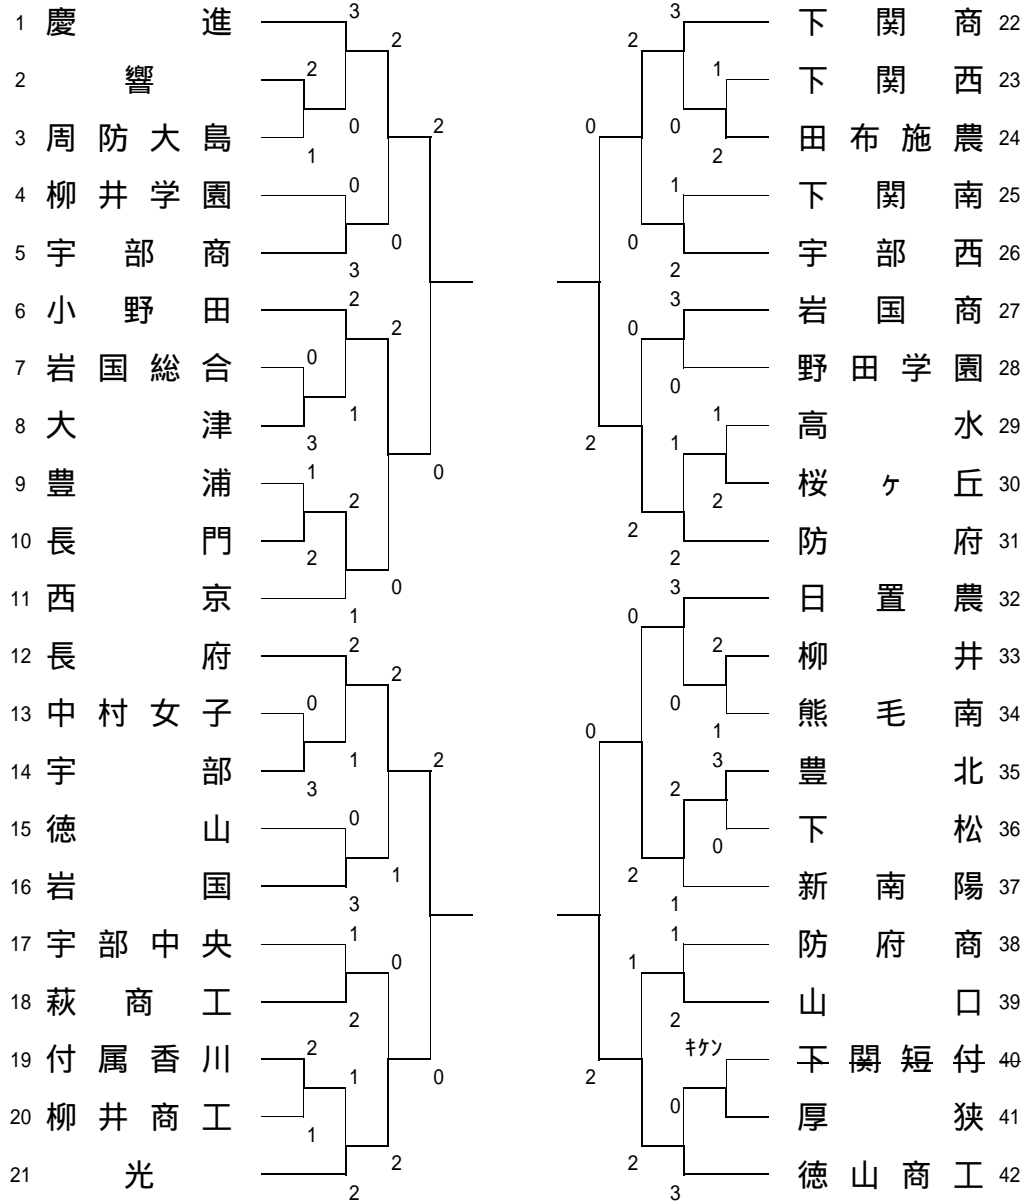 1 慶進
2 響
3 周防大島
4 柳井学園
5 宇部商
6 小野田
7 岩国総合
8 大津
9 豊浦
10 長門
11 西京
12 長府
13 中村女子
14 宇部
15 徳山
16 岩国
17 宇部中央
18 萩商工
19 付属香川
20 柳井商工
21 光
3
2
2
0
1
2
0
0
3
2
0
2
0
1
3
1
2
2
0
1
0
2
2
0
1
3
2
0
1
3
1
0
2
2
1
1
0
2
2
3
2
1
0
0
2
1
0
2
3
0
0
1
1
2
2
2
2
3
0
2
0
1
0
3
2
0
2
1
1
1
2
キケン
2
0
2
3
下関商 22
下関西 23
田布施農 24
下関南 25
宇部西 26
岩国商 27
野田学園 28
高水 29
桜ヶ丘 30
防府 31
日置農 32
柳井 33
熊毛南 34
豊北 35
下松 36
新南陽 37
防府商 38
山口 39
下関短付 40
厚狭 41
徳山商工 42